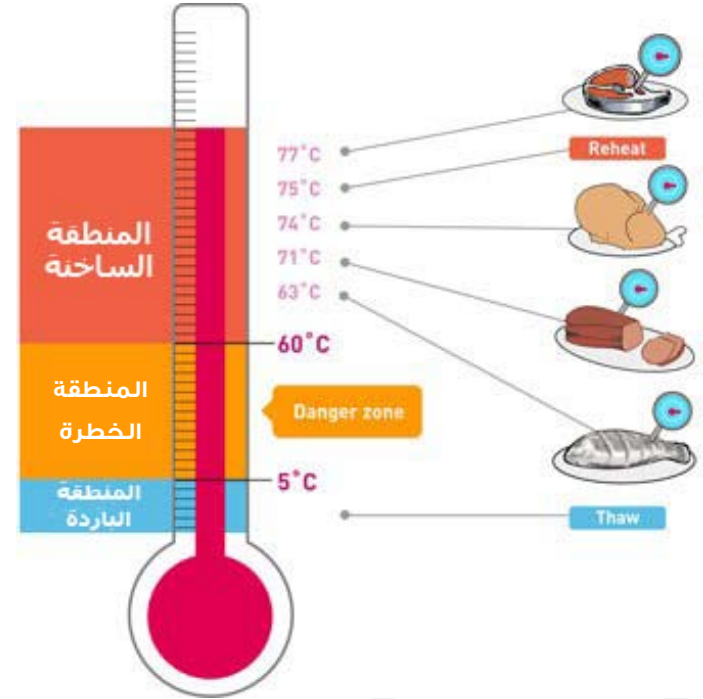 77°C
Reheat
75°C
74°C
المنطقة
الساخنة
71°C
63°C
60°C
المنطقة
الخطرة
Danger zone
5°C
المنطقة
الباردة
Thaw